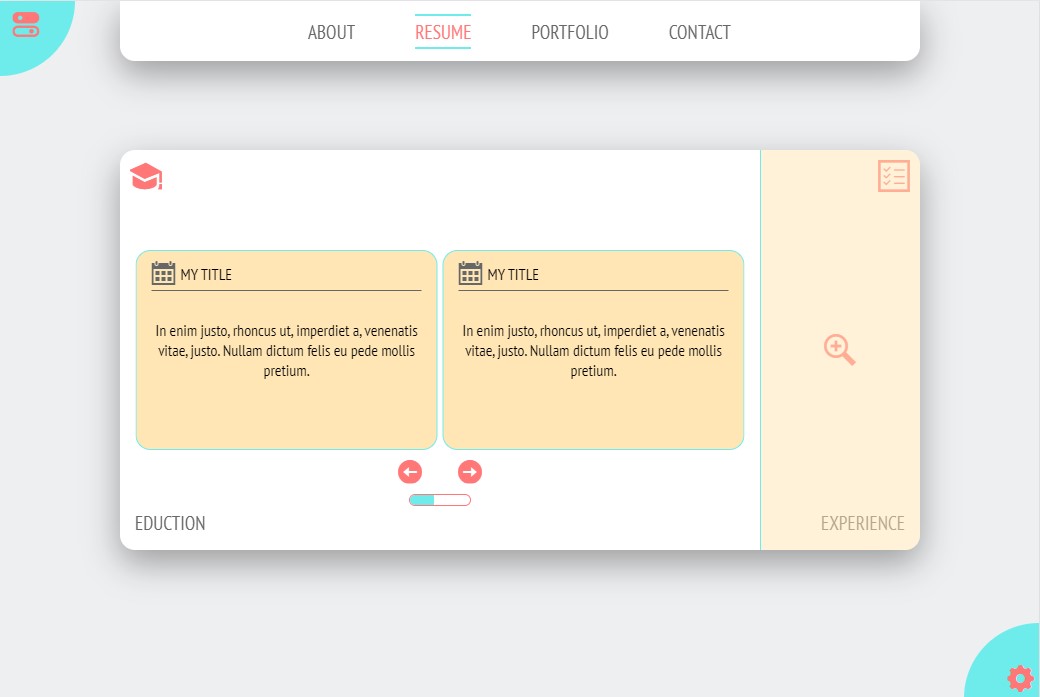 ABOUT RESUME PORTFOLIO CONTACT
MY TITLE
In enim justo, rhoncus ut, imperdiet a, venenatis
vitae, justo. Nullam dictum felis eu pede mollis
pretium.
MY TITLE
In enim justo, rhoncus ut, imperdiet a, venenatis
vitae, justo. Nullam dictum felis eu pede mollis
pretium.
EDUCTION
EXPERIENCE